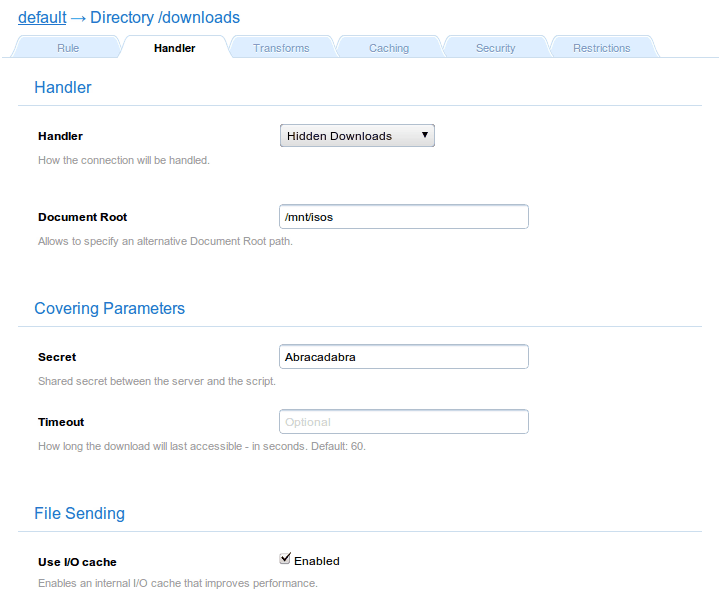 default → Directory /downloads
Rule Handler Transforms Caching Security Restrictions
Handler
Handler Hidden Downloads ▼
How the connection will be handled.
Document Root /mnt/isos
Allows to specify an alternative Document Root path.
Covering Parameters
Secret Abracadabra
Shared secret between the server and the script.
Timeout Optional
How long the download will last accessible - in seconds. Default: 60.
File Sending
Use I/O cache Enabled
Enables an internal I/O cache that improves performance.